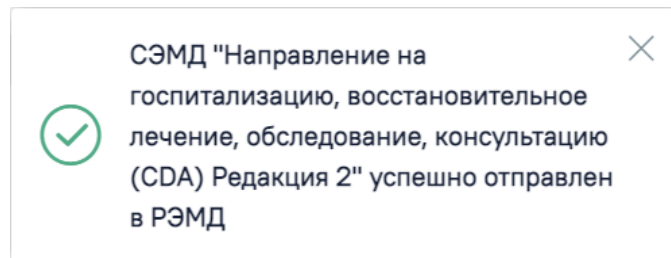 СЭМД "Направление на
госпитализацию, восстановительное
лечение, обследование, консультацию
(CDA) Редакция 2" успешно отправлен
в РЭМД